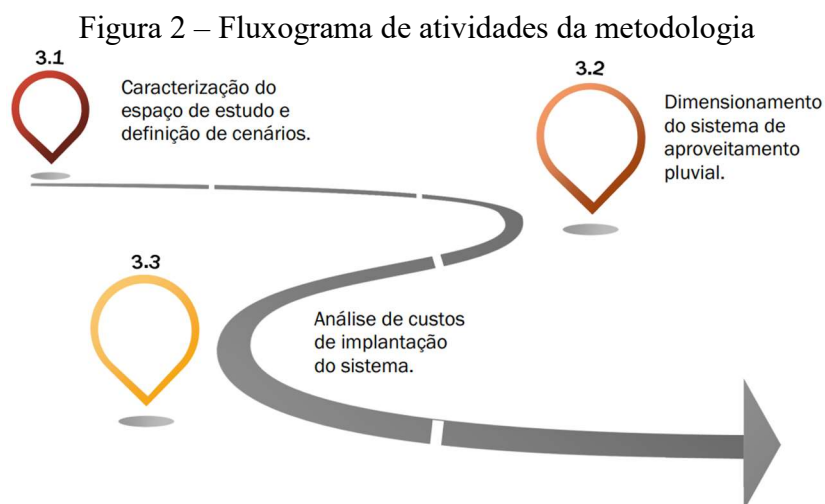 Figura 2 – Fluxograma de atividades da metodologia
3.1
Caracterização do
espaço de estudo e
definição de cenários.
3.2
Dimensionamento
do sistema de
aproveitamento
pluvial.
3.3
Análise de custos
de implantação
do sistema.